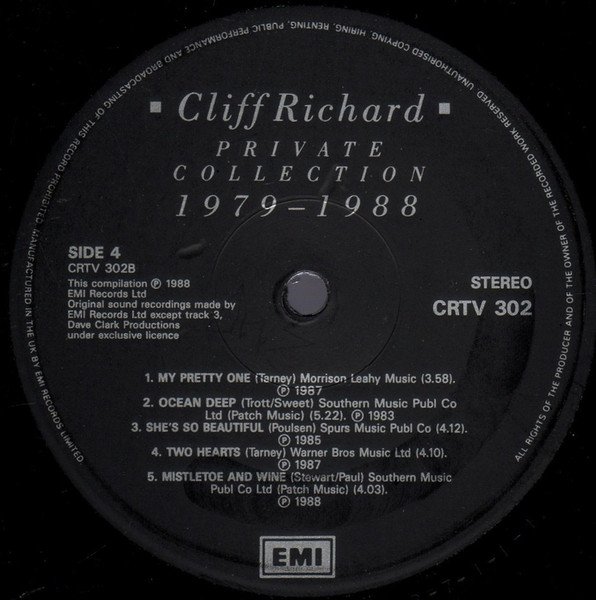 ▪ Cliff Richard ▪
PRIVATE
COLLECTION
1979–1988
SIDE 4
CRTV 302B
This compilation ℗ 1988
EMI Records Ltd
Original sound recordings made by
EMI Records Ltd except track 3,
Dave Clark Productions
under exclusive licence
STEREO
CRTV 302
1. MY PRETTY ONE (Tarney) Morrison Leahy Music (3.58).
℗ 1987
2. OCEAN DEEP (Trott/Sweet) Southern Music Publ Co
Ltd (Patch Music) (5.22). ℗ 1983
3. SHE'S SO BEAUTIFUL (Poulsen) Spurs Music Publ Co (4.12).
℗ 1985
4. TWO HEARTS (Tarney) Warner Bros Music Ltd (4.10).
℗ 1987
5. MISTLETOE AND WINE (Stewart/Paul) Southern Music
Publ Co Ltd (Patch Music) (4.03).
℗ 1988
EMI
ALL RIGHTS OF THE PRODUCER AND OF THE OWNER OF THE RECORDED WORK RESERVED. UNAUTHORISED COPYING, HIRING, RENTING, PUBLIC PERFORMANCE AND BROADCASTING OF THIS RECORD PROHIBITED. MANUFACTURED IN THE UK BY EMI RECORDS LIMITED.